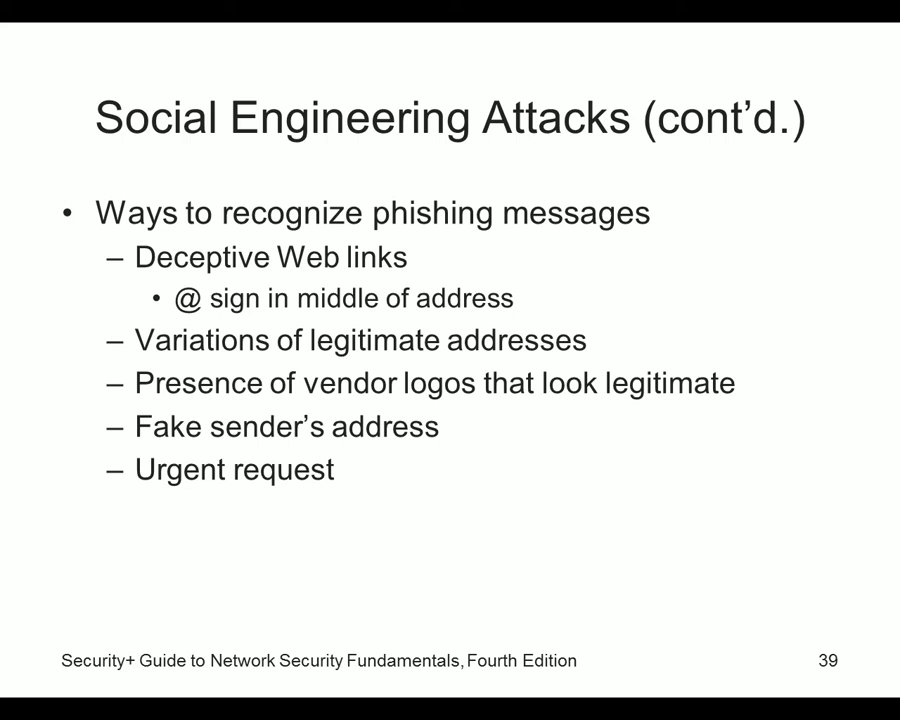 Social Engineering Attacks (cont’d.)
• Ways to recognize phishing messages
– Deceptive Web links
• @ sign in middle of address
– Variations of legitimate addresses
– Presence of vendor logos that look legitimate
– Fake sender’s address
– Urgent request
Security+ Guide to Network Security Fundamentals, Fourth Edition 39